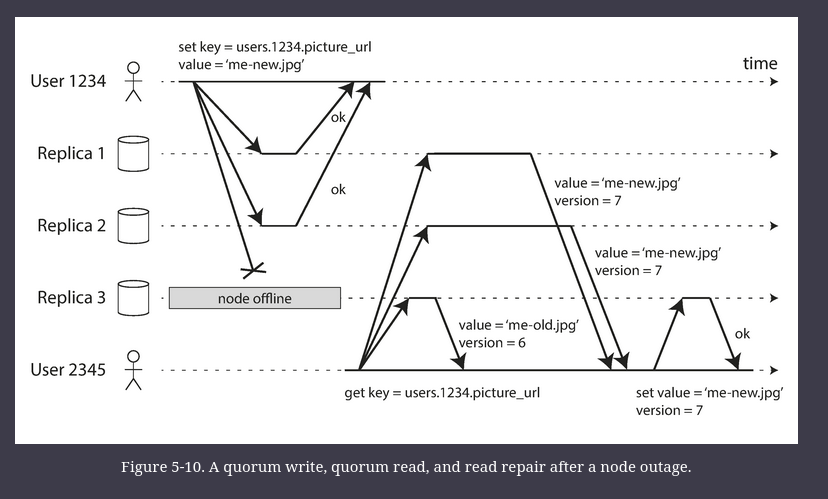 set key = users.1234.picture_url
value = ‘me-new.jpg’
time
User 1234
ok
Replica 1
value = ‘me-new.jpg’
version = 7
ok
Replica 2
value = ‘me-new.jpg’
version = 7
Replica 3
node offline
value = ‘me-old.jpg’
version = 6
ok
User 2345
get key = users.1234.picture_url
set value = ‘me-new.jpg’
version = 7
Figure 5-10. A quorum write, quorum read, and read repair after a node outage.